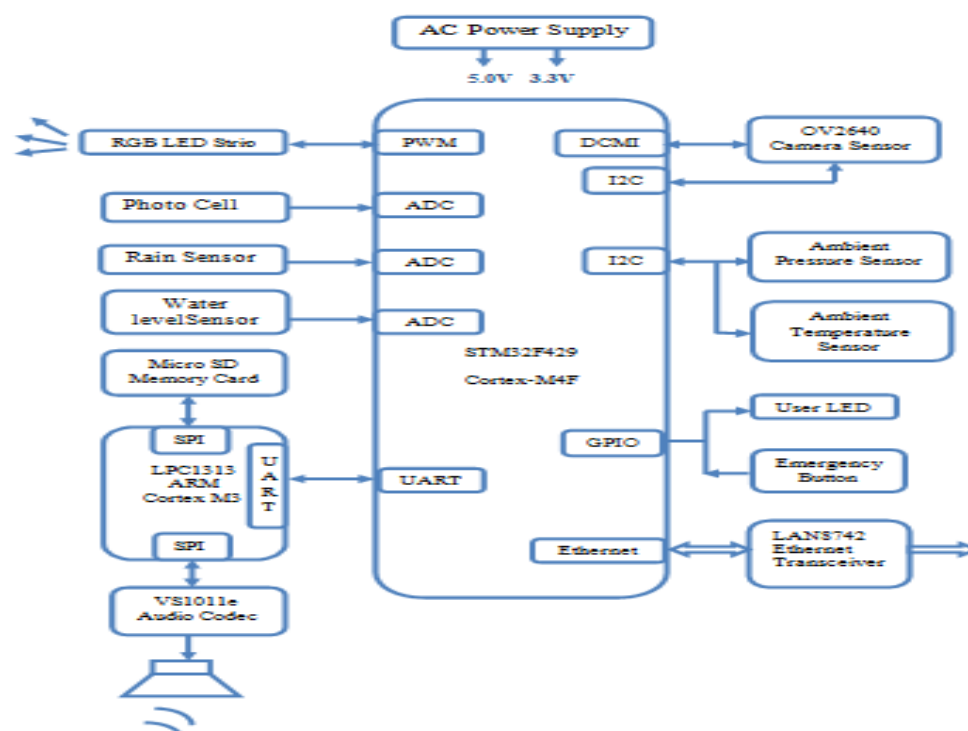 AC Power Supply
5.0V 3.3V
RGB LED Strip
PWM
DCMI
OV2640
Camera Sensor
I2C
Photo Cell
ADC
Rain Sensor
ADC
I2C
Ambient
Pressure Sensor
Water
levelSensor
ADC
Ambient
Temperature
Sensor
STM32F429
Cortex-M4F
Micro SD
Memory Card
User LED
GPIO
Emergency
Button
SPI
LPC1313
ARM
Cortex M3
UART
UART
SPI
Ethernet
LAN8742
Ethernet
Transceiver
VS1011e
Audio Codec